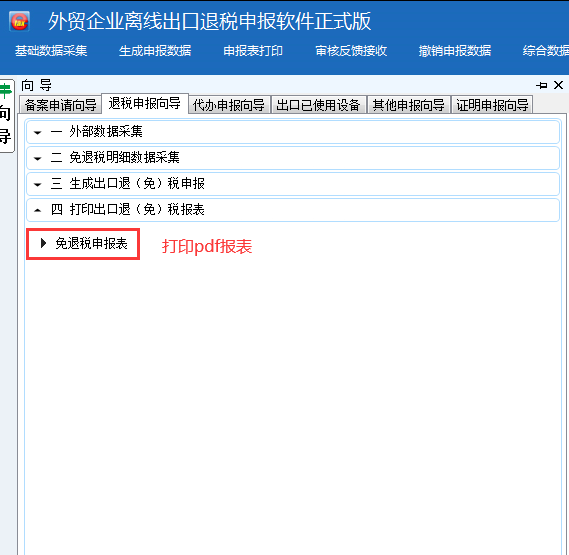 外贸企业离线出口退税申报软件正式版
基础数据采集 生成申报数据 申报表打印 审核反馈接收 撤销申报数据 综合数据
向 导
向导
备案申请向导 退税申报向导 代办申报向导 出口已使用设备 其他申报向导 证明申报向导
一 外部数据采集
二 免退税明细数据采集
三 生成出口退（免）税申报
四 打印出口退（免）税报表
免退税申报表 打印pdf报表